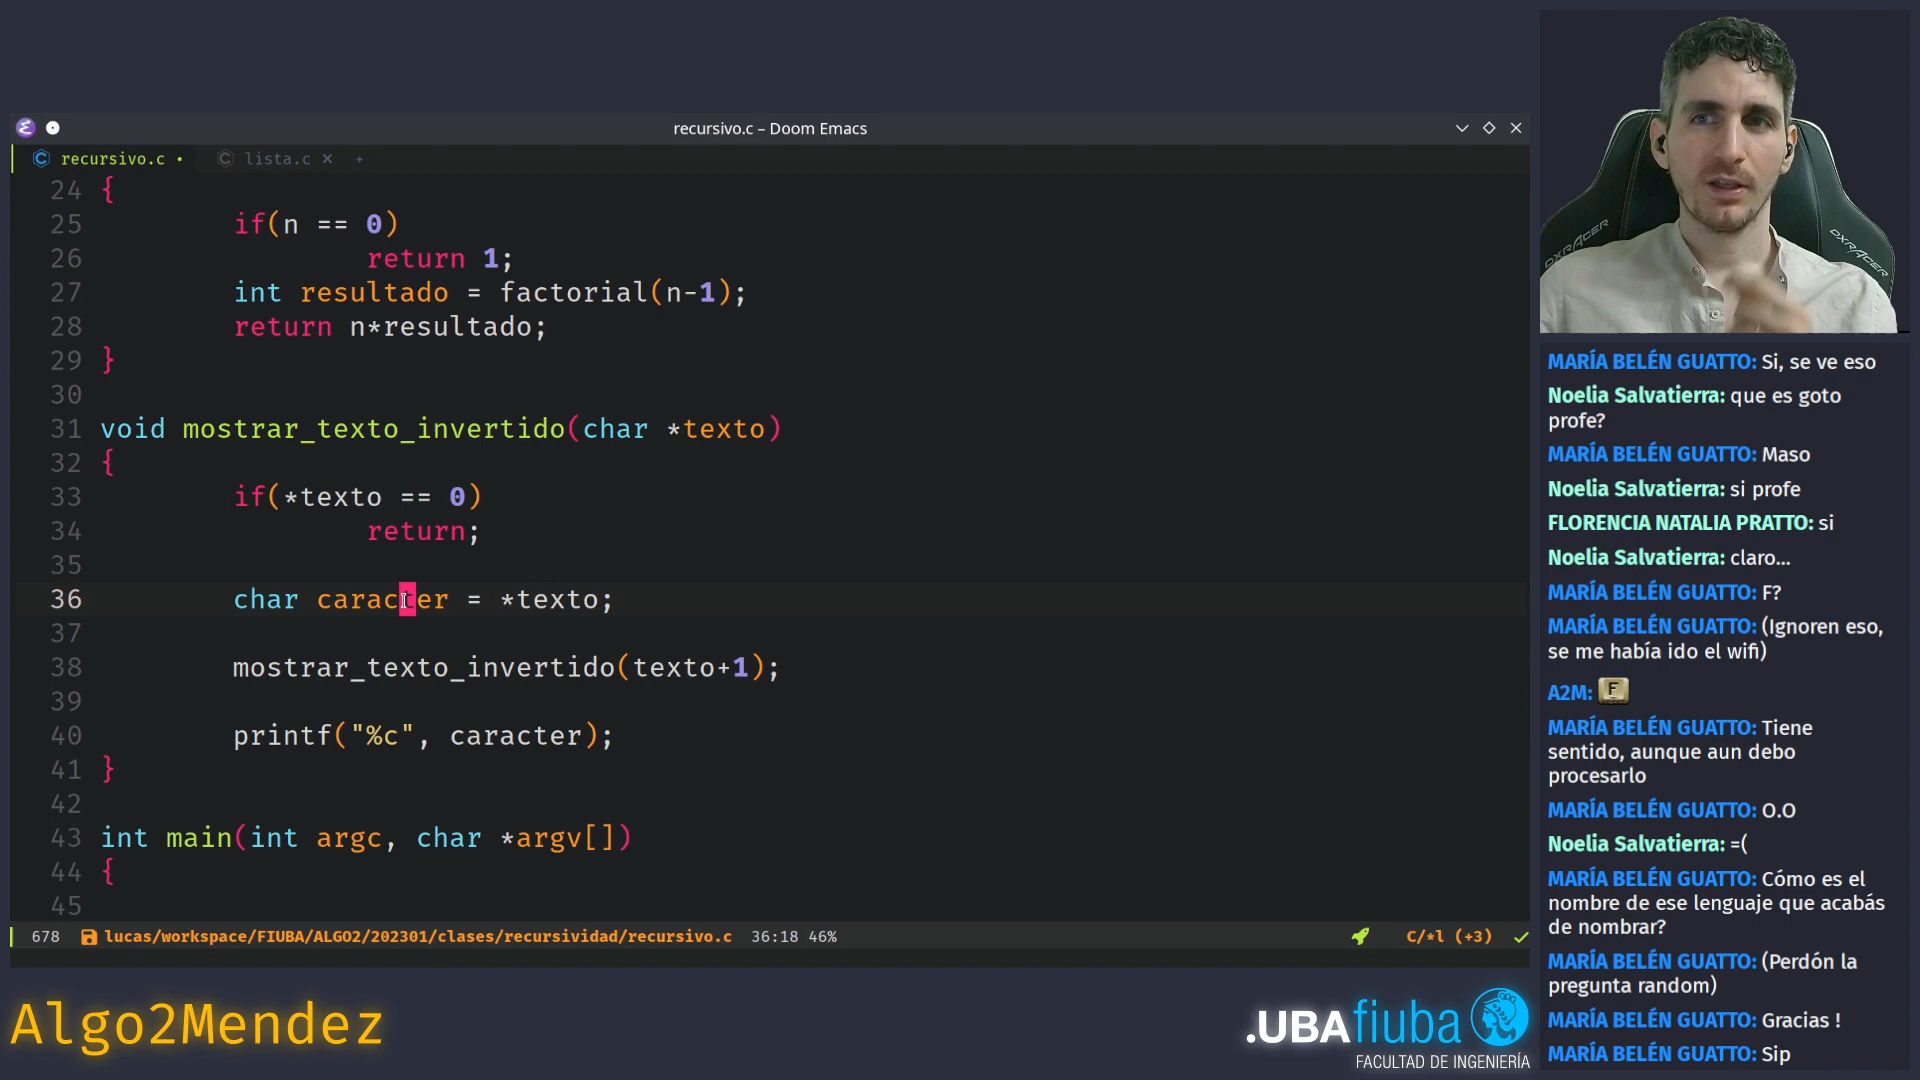 recursivo.c – Doom Emacs
recursivo.c • lista.c × +
24 {
25 if(n == 0)
26 return 1;
27 int resultado = factorial(n-1);
28 return n*resultado;
29 }
30
31 void mostrar_texto_invertido(char *texto)
32 {
33 if(*texto == 0)
34 return;
35
36 char caracter = *texto;
37
38 mostrar_texto_invertido(texto+1);
39
40 printf("%c", caracter);
41 }
42
43 int main(int argc, char *argv[])
44 {
45
678 lucas/workspace/FIUBA/ALGO2/202301/clases/recursividad/recursivo.c 36:18 46% C/*l (+3)
Algo2Mendez
.UBAfiuba
FACULTAD DE INGENIERÍA
DXRACER
DXRACER
MARÍA BELÉN GUATTO: Si, se ve eso
Noelia Salvatierra: que es goto
profe?
MARÍA BELÉN GUATTO: Maso
Noelia Salvatierra: si profe
FLORENCIA NATALIA PRATTO: si
Noelia Salvatierra: claro...
MARÍA BELÉN GUATTO: F?
MARÍA BELÉN GUATTO: (Ignoren eso,
se me había ido el wifi)
A2M: F
MARÍA BELÉN GUATTO: Tiene
sentido, aunque aun debo
procesarlo
MARÍA BELÉN GUATTO: O.O
Noelia Salvatierra: =(
MARÍA BELÉN GUATTO: Cómo es el
nombre de ese lenguaje que acabás
de nombrar?
MARÍA BELÉN GUATTO: (Perdón la
pregunta random)
MARÍA BELÉN GUATTO: Gracias !
MARÍA BELÉN GUATTO: Sip